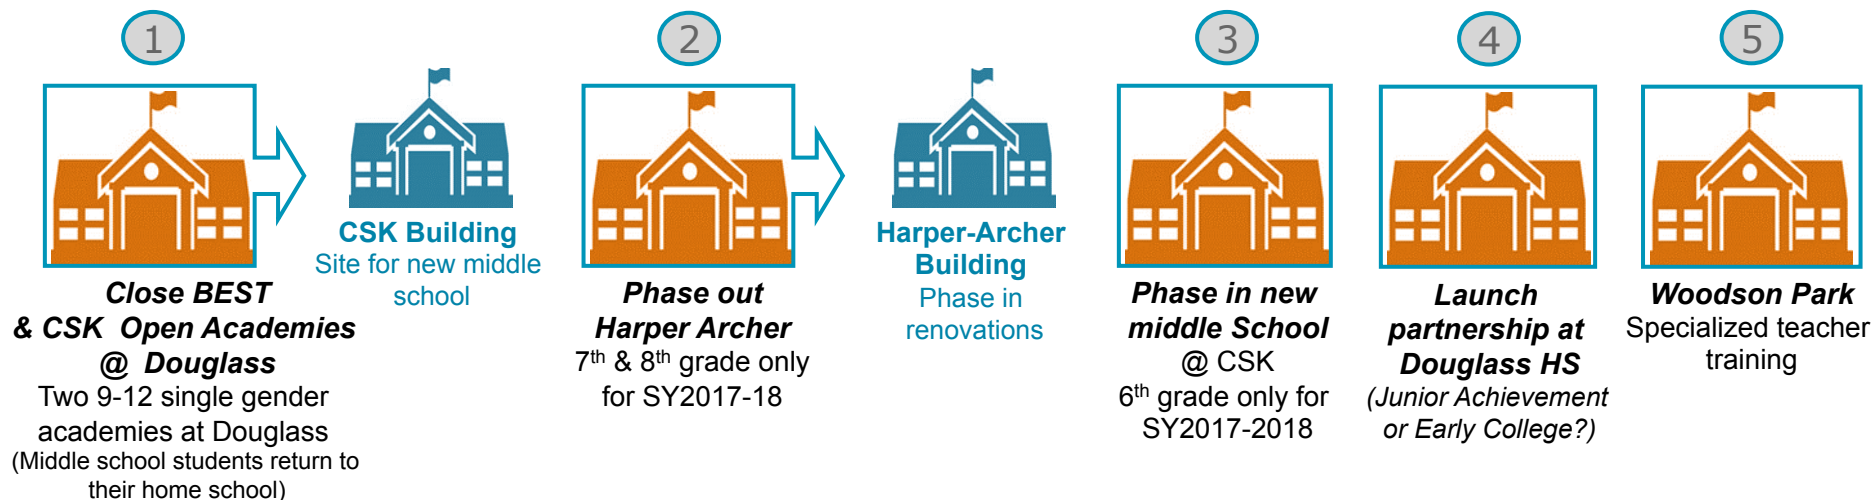 1
Close BEST
& CSK Open Academies
@ Douglass
Two 9-12 single gender
academies at Douglass
(Middle school students return to
their home school)
CSK Building
Site for new middle
school
2
Phase out
Harper Archer
7th & 8th grade only
for SY2017-18
Harper-Archer
Building
Phase in
renovations
3
Phase in new
middle School
@ CSK
6th grade only for
SY2017-2018
4
Launch
partnership at
Douglass HS
(Junior Achievement
or Early College?)
5
Woodson Park
Specialized teacher
training